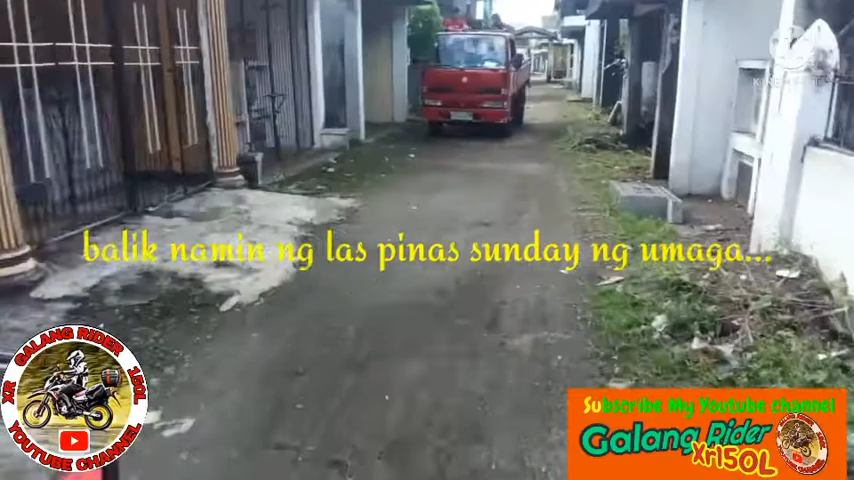 KINEMASTER
balik namin ng las pinas sunday ng umaga...
XR GALANG RIDER 150L
YOUTUBE CHANNEL
Subscribe My Youtube channel
Galang Rider
Xr150L